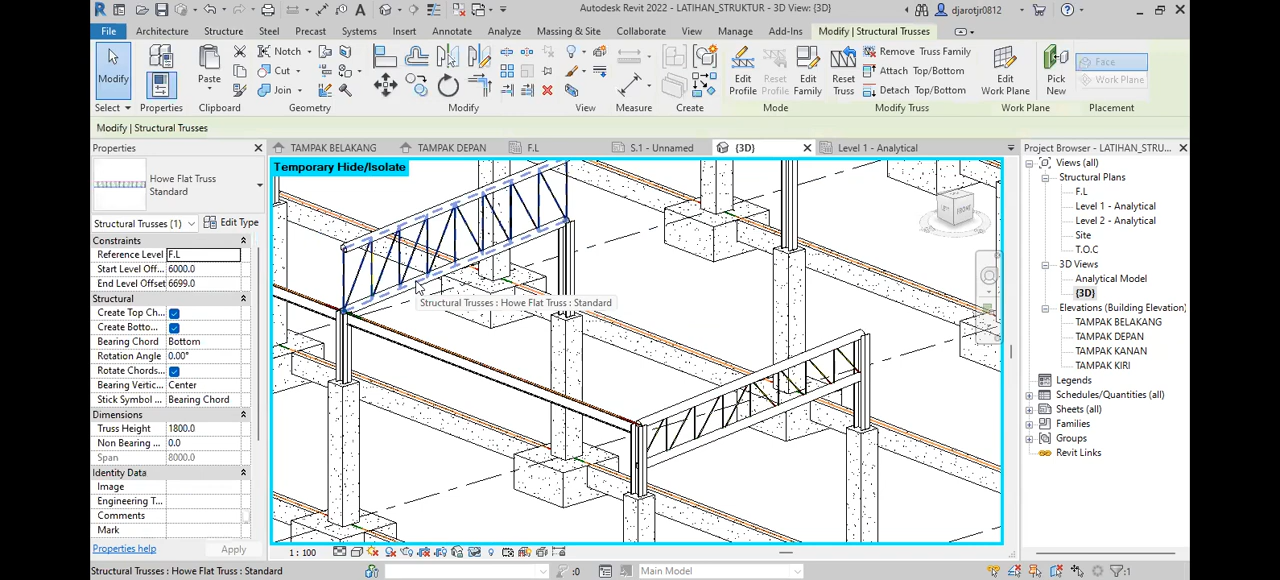 Autodesk Revit 2022 - LATIHAN_STRUKTUR - 3D View: {3D}
djarotjr0812
File Architecture Structure Steel Precast Systems Insert Annotate Analyze Massing & Site Collaborate View Manage Add-Ins Modify | Structural Trusses
Modify Paste Notch Cut Join Edit Profile Reset Profile Edit Family Reset Truss Remove Truss Family Attach Top/Bottom Detach Top/Bottom Edit Work Plane Pick New Face Work Plane
Select Properties Clipboard Geometry Modify View Measure Create Mode Modify Truss Work Plane Placement
Modify | Structural Trusses
Properties
TAMPAK BELAKANG TAMPAK DEPAN F.L S.1 - Unnamed {3D} Level 1 - Analytical
Project Browser - LATIHAN_STRU...
Howe Flat Truss
Standard
Structural Trusses (1) Edit Type
Constraints
Reference Level F.L
Start Level Off... 6000.0
End Level Offset 6699.0
Structural
Create Top Ch...
Create Botto...
Bearing Chord Bottom
Rotation Angle 0.00°
Rotate Chords...
Bearing Vertic... Center
Stick Symbol ... Bearing Chord
Dimensions
Truss Height 1800.0
Non Bearing ... 0.0
Span 8000.0
Identity Data
Image
Engineering T...
Comments
Mark
Properties help Apply
Temporary Hide/Isolate
LEFT FRONT
Structural Trusses : Howe Flat Truss : Standard
1 : 100
Views (all)
Structural Plans
F.L
Level 1 - Analytical
Level 2 - Analytical
Site
T.O.C
3D Views
Analytical Model
{3D}
Elevations (Building Elevation)
TAMPAK BELAKANG
TAMPAK DEPAN
TAMPAK KANAN
TAMPAK KIRI
Legends
Schedules/Quantities (all)
Sheets (all)
Families
Groups
Revit Links
Structural Trusses : Howe Flat Truss : Standard
:0 Main Model :1